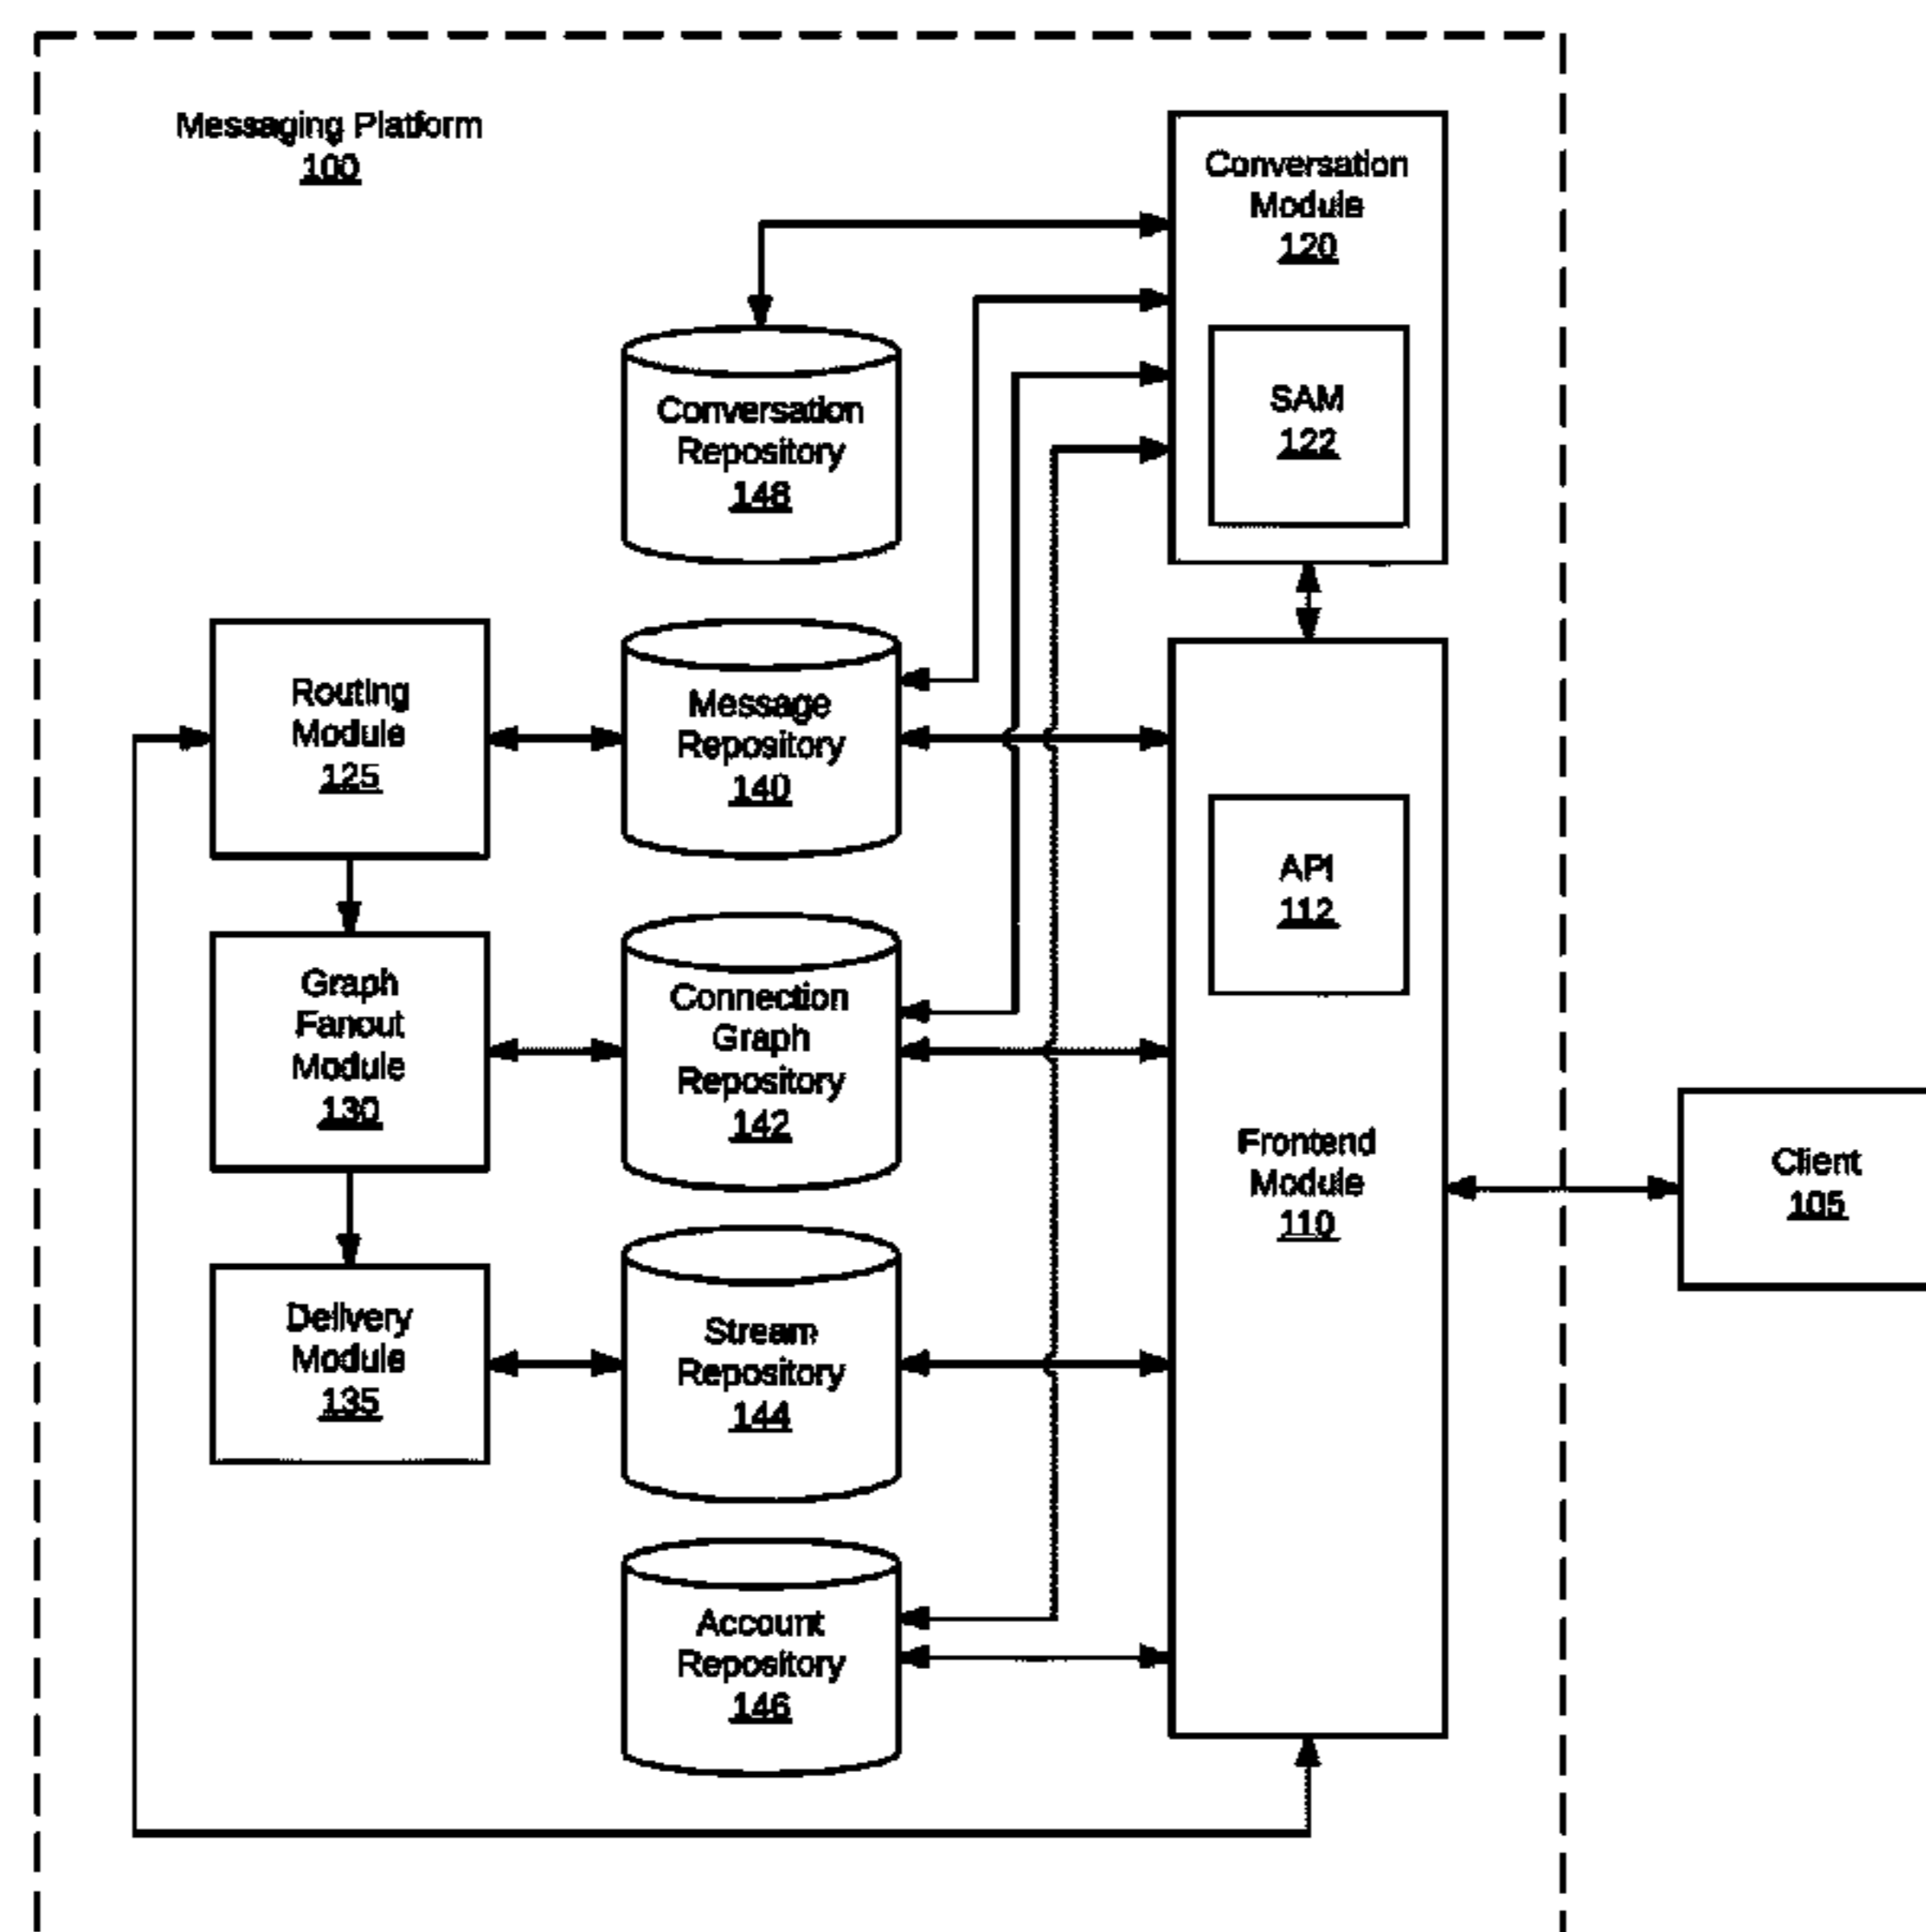 Messaging Platform
100
Conversation
Module
120
SAM
122
Conversation
Repository
148
Routing
Module
125
Message
Repository
140
API
112
Graph
Fanout
Module
130
Connection
Graph
Repository
142
Frontend
Module
110
Client
105
Delivery
Module
135
Stream
Repository
144
Account
Repository
146